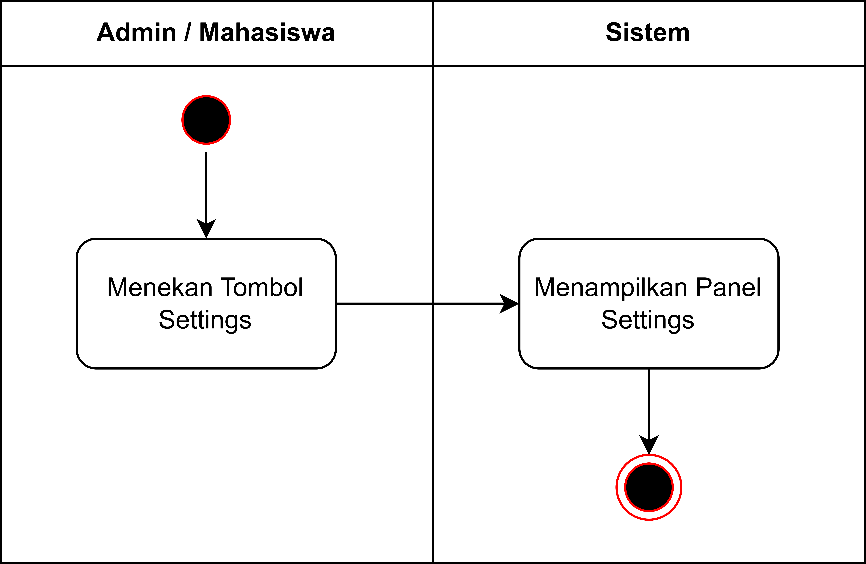 Admin / Mahasiswa
Sistem
Menekan Tombol
Settings
Menampilkan Panel
Settings